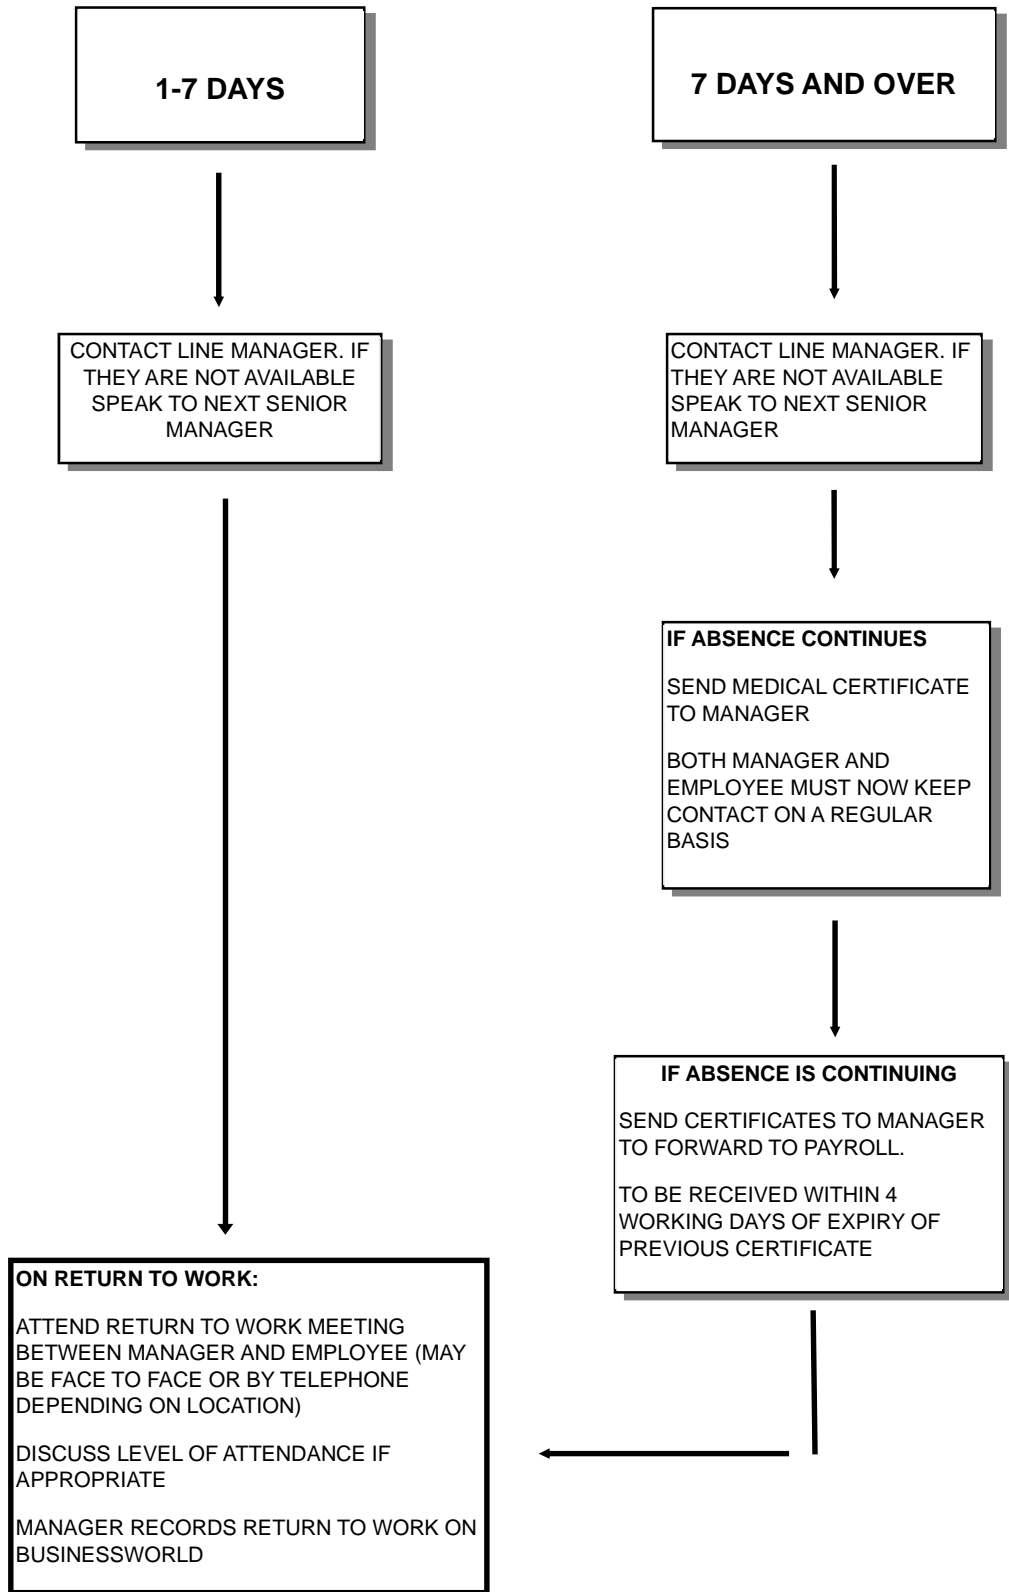 1-7 DAYS
7 DAYS AND OVER
CONTACT LINE MANAGER. IF
THEY ARE NOT AVAILABLE
SPEAK TO NEXT SENIOR
MANAGER
CONTACT LINE MANAGER. IF
THEY ARE NOT AVAILABLE
SPEAK TO NEXT SENIOR
MANAGER
IF ABSENCE CONTINUES
SEND MEDICAL CERTIFICATE
TO MANAGER
BOTH MANAGER AND
EMPLOYEE MUST NOW KEEP
CONTACT ON A REGULAR
BASIS
IF ABSENCE IS CONTINUING
SEND CERTIFICATES TO MANAGER
TO FORWARD TO PAYROLL.
TO BE RECEIVED WITHIN 4
WORKING DAYS OF EXPIRY OF
PREVIOUS CERTIFICATE
ON RETURN TO WORK:
ATTEND RETURN TO WORK MEETING
BETWEEN MANAGER AND EMPLOYEE (MAY
BE FACE TO FACE OR BY TELEPHONE
DEPENDING ON LOCATION)
DISCUSS LEVEL OF ATTENDANCE IF
APPROPRIATE
MANAGER RECORDS RETURN TO WORK ON
BUSINESSWORLD